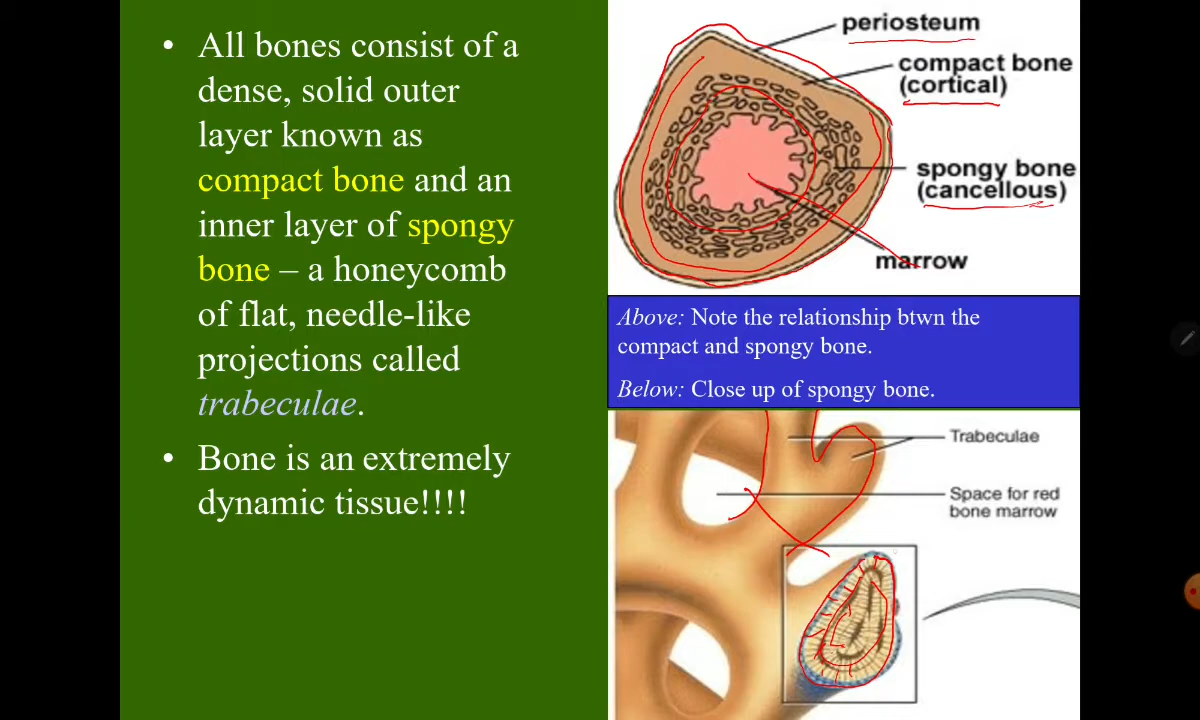 • All bones consist of a
dense, solid outer
layer known as
compact bone and an
inner layer of spongy
bone – a honeycomb
of flat, needle-like
projections called
trabeculae.
• Bone is an extremely
dynamic tissue!!!!
periosteum
compact bone
(cortical)
spongy bone
(cancellous)
marrow
Above: Note the relationship btwn the
compact and spongy bone.
Below: Close up of spongy bone.
Trabeculae
Space for red
bone marrow